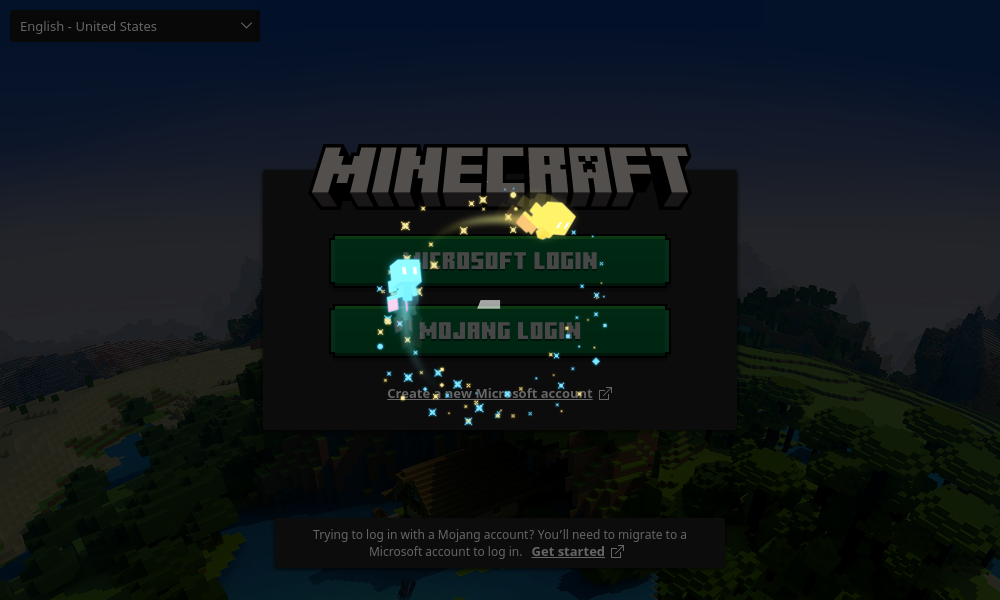 English - United States
MINECRAFT
MICROSOFT LOGIN
MOJANG LOGIN
Create a new Microsoft account
Trying to log in with a Mojang account? You'll need to migrate to a
Microsoft account to log in. Get started